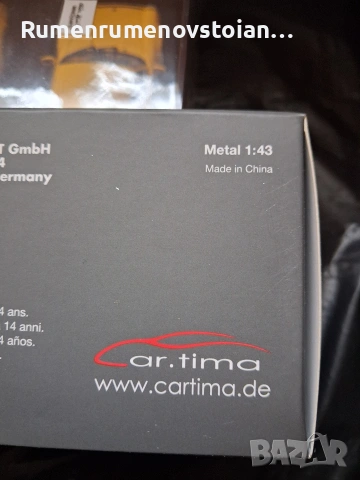 Rumenrumenovstoian...
T GmbH
4
ermany
Metal 1:43
Made in China
4 ans.
14 anni.
4 años.
car.tima
www.cartima.de
BAZAR